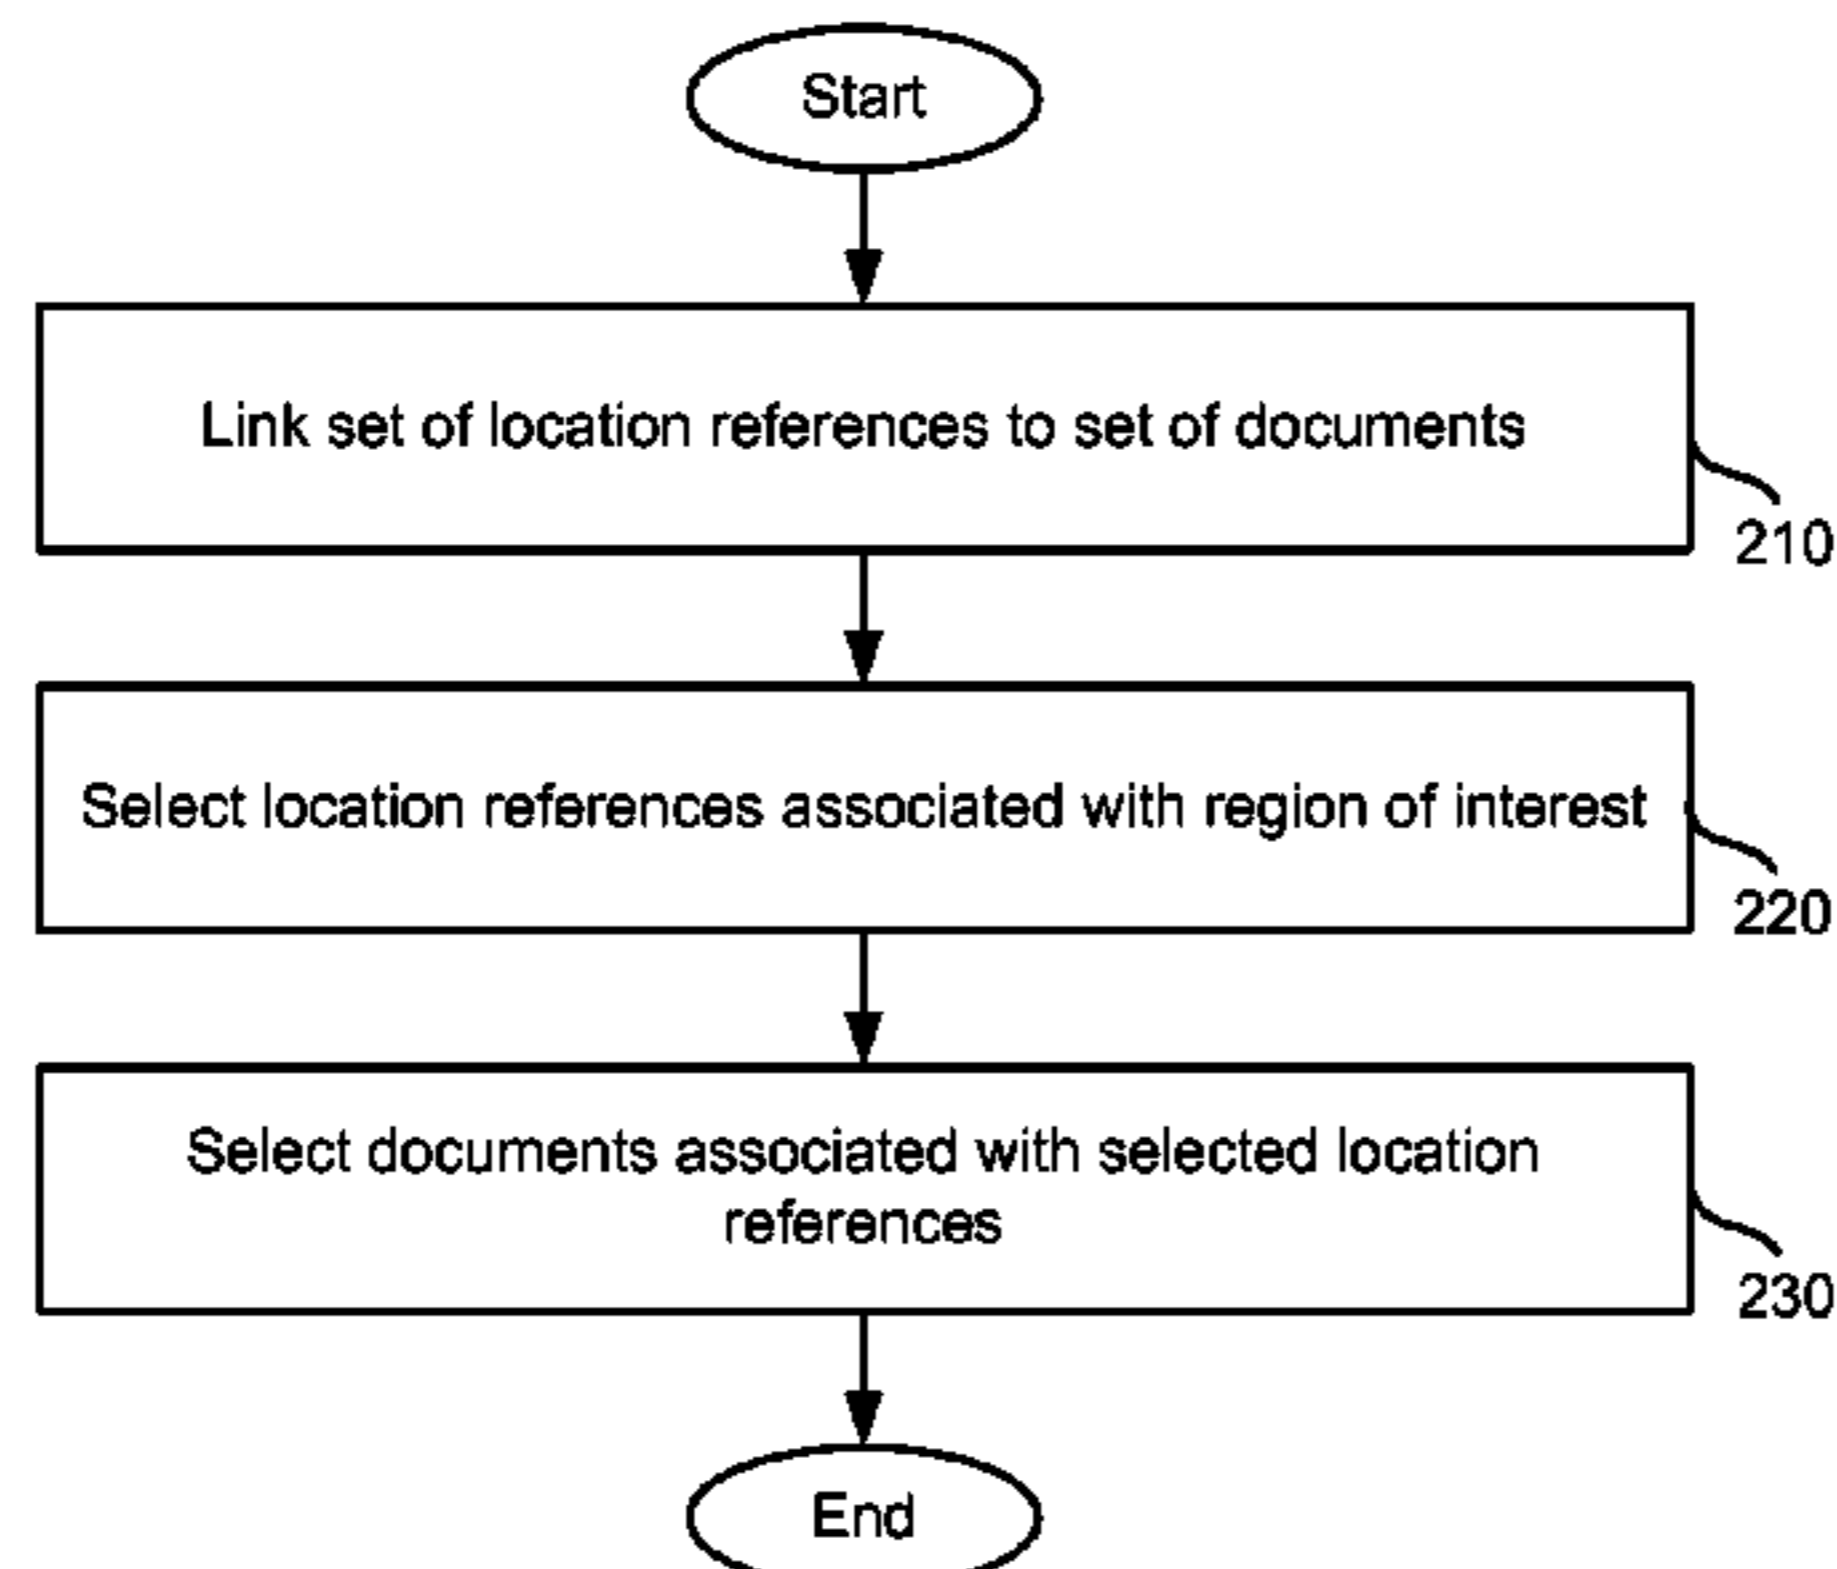 Start
Link set of location references to set of documents
210
Select location references associated with region of interest
220
Select documents associated with selected location
references
230
End